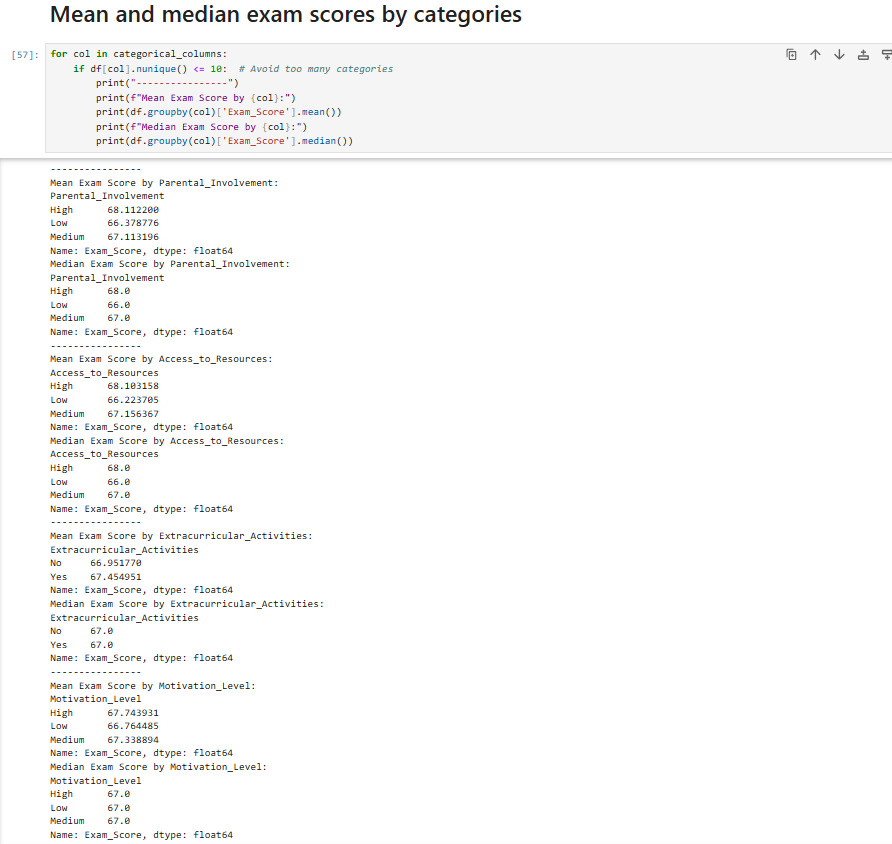 Mean and median exam scores by categories
[57]: for col in categorical_columns:
    if df[col].nunique() <= 10:  # Avoid too many categories
        print("----------------")
        print(f"Mean Exam Score by {col}:")
        print(df.groupby(col)['Exam_Score'].mean())
        print(f"Median Exam Score by {col}:")
        print(df.groupby(col)['Exam_Score'].median())
----------------
Mean Exam Score by Parental_Involvement:
Parental_Involvement
High      68.112200
Low       66.378776
Medium    67.113196
Name: Exam_Score, dtype: float64
Median Exam Score by Parental_Involvement:
Parental_Involvement
High      68.0
Low       66.0
Medium    67.0
Name: Exam_Score, dtype: float64
----------------
Mean Exam Score by Access_to_Resources:
Access_to_Resources
High      68.103158
Low       66.223705
Medium    67.156367
Name: Exam_Score, dtype: float64
Median Exam Score by Access_to_Resources:
Access_to_Resources
High      68.0
Low       66.0
Medium    67.0
Name: Exam_Score, dtype: float64
----------------
Mean Exam Score by Extracurricular_Activities:
Extracurricular_Activities
No     66.951770
Yes    67.454951
Name: Exam_Score, dtype: float64
Median Exam Score by Extracurricular_Activities:
Extracurricular_Activities
No     67.0
Yes    67.0
Name: Exam_Score, dtype: float64
----------------
Mean Exam Score by Motivation_Level:
Motivation_Level
High      67.743931
Low       66.764485
Medium    67.338894
Name: Exam_Score, dtype: float64
Median Exam Score by Motivation_Level:
Motivation_Level
High      67.0
Low       67.0
Medium    67.0
Name: Exam_Score, dtype: float64